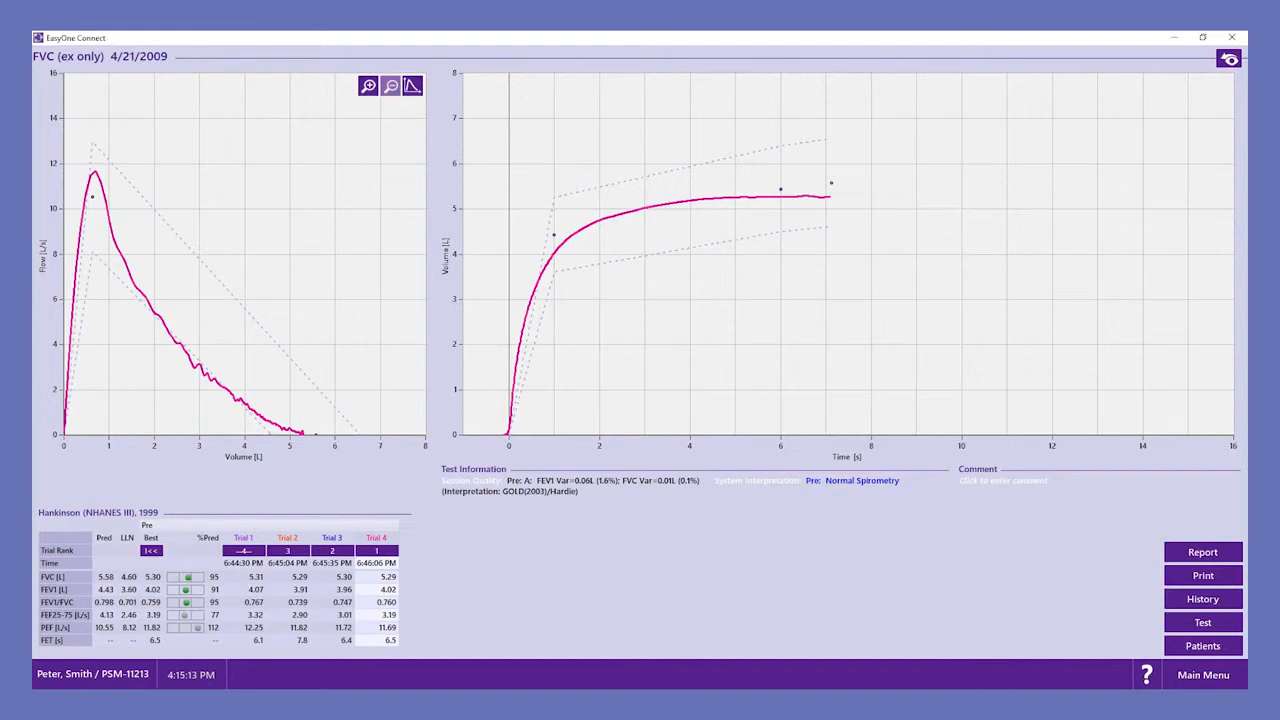 EasyOne Connect
FVC (ex only) 4/21/2009
16
14
12
10
8
6
4
2
0
Flow [L/s]
0 1 2 3 4 5 6 7 8
Volume [L]
8
7
6
5
4
3
2
1
0
Volume [L]
0 2 4 6 8 10 12 14 16
Time [s]
Test Information
Session Quality: Pre: A: FEV1 Var=0.06L (1.6%); FVC Var=0.01L (0.1%)
(Interpretation: GOLD(2003)/Hardie)
System Interpretation: Pre: Normal Spirometry
Comment
Click to enter comment
Hankinson (NHANES III), 1999
Pre
Pred LLN Best %Pred Trial 1 Trial 2 Trial 3 Trial 4
Trial Rank I<< 4 3 2 1
Time 6:44:30 PM 6:45:04 PM 6:45:35 PM 6:46:06 PM
FVC [L] 5.58 4.60 5.30 95 5.31 5.29 5.30 5.29
FEV1 [L] 4.43 3.60 4.02 91 4.07 3.91 3.96 4.02
FEV1/FVC 0.798 0.701 0.759 95 0.767 0.739 0.747 0.760
FEF25-75 [L/s] 4.13 2.46 3.19 77 3.32 2.90 3.01 3.19
PEF [L/s] 10.55 8.12 11.82 112 12.25 11.82 11.72 11.69
FET [s] -- -- 6.5 -- 6.1 7.8 6.4 6.5
Report
Print
History
Test
Patients
Peter, Smith / PSM-11213
4:15:13 PM
?
Main Menu